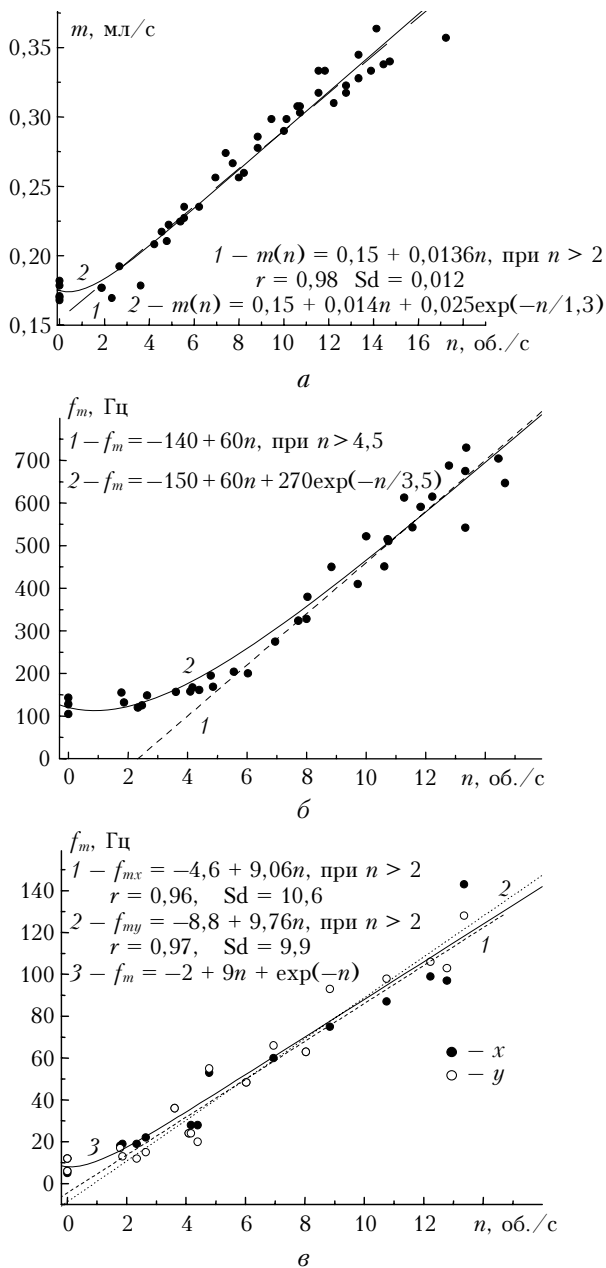 m, мл/с
0,35
0,30
0,25
0,20
0,15
2
1
1 – m(n) = 0,15 + 0,0136n, при n > 2
r = 0,98 Sd = 0,012
2 – m(n) = 0,15 + 0,014n + 0,025exp(–n/1,3)
0 2 4 6 8 10 12 14 16 n, об./с
а
f_m, Гц
1 – f_m = –140 + 60n, при n > 4,5
2 – f_m = –150 + 60n + 270exp(–n/3,5)
700
600
500
400
300
200
100
0
2
1
0 2 4 6 8 10 12 n, об./с
б
f_m, Гц
1 – f_mx = –4,6 + 9,06n, при n > 2
r = 0,96, Sd = 10,6
2 – f_my = –8,8 + 9,76n, при n > 2
r = 0,97, Sd = 9,9
3 – f_m = –2 + 9n + exp(–n)
140
120
100
80
60
40
20
0
2
1
3
● – x
○ – y
0 2 4 6 8 10 12 n, об./с
в